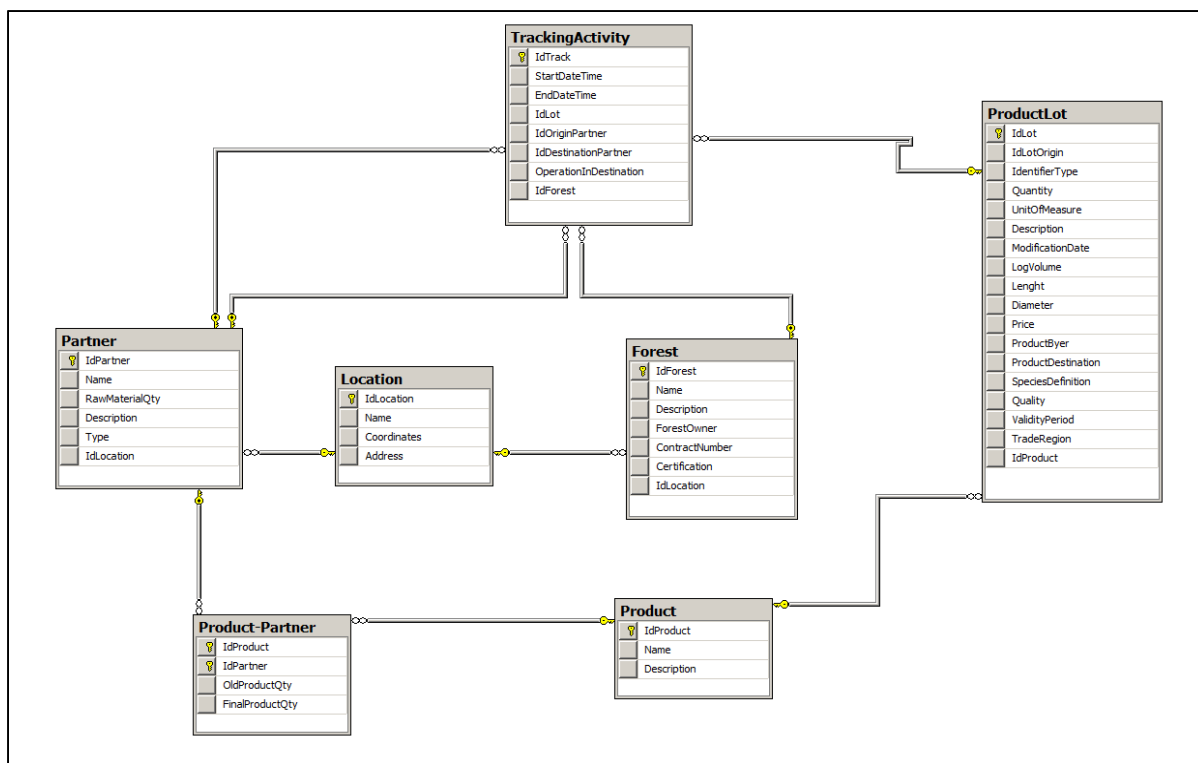 TrackingActivity
IdTrack
StartDateTime
EndDateTime
IdLot
IdOriginPartner
IdDestinationPartner
OperationInDestination
IdForest
ProductLot
IdLot
IdLotOrigin
IdentifierType
Quantity
UnitOfMeasure
Description
ModificationDate
LogVolume
Lenght
Diameter
Price
ProductByer
ProductDestination
SpeciesDefinition
Quality
ValidityPeriod
TradeRegion
IdProduct
Partner
IdPartner
Name
RawMaterialQty
Description
Type
IdLocation
Location
IdLocation
Name
Coordinates
Address
Forest
IdForest
Name
Description
ForestOwner
ContractNumber
Certification
IdLocation
Product-Partner
IdProduct
IdPartner
OldProductQty
FinalProductQty
Product
IdProduct
Name
Description